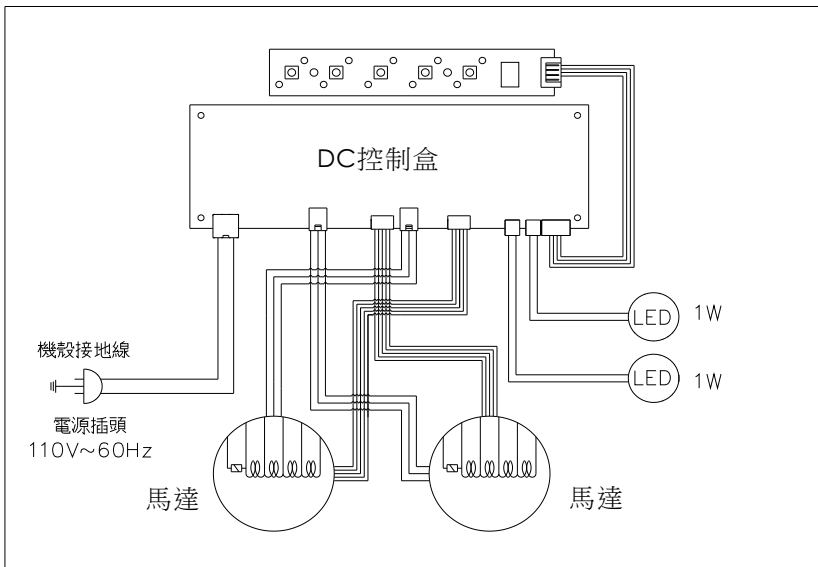 DC控制盒
LED
1W
LED
1W
機殼接地線
電源插頭
110V~60Hz
馬達
馬達